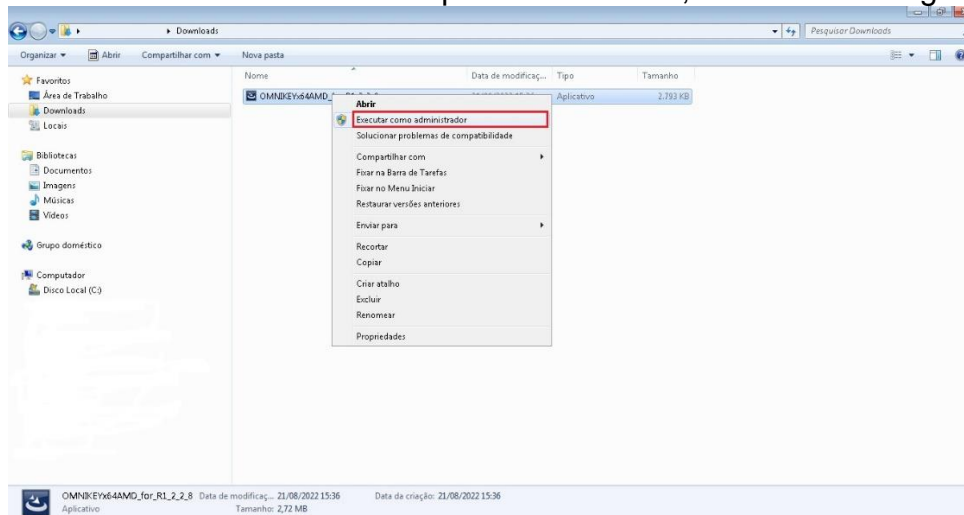 Downloads
Pesquisar Downloads
Organizar Abrir Compartilhar com Nova pasta
Nome Data de modificaç... Tipo Tamanho
Favoritos
Área de Trabalho
Downloads
Locais
Bibliotecas
Documentos
Imagens
Músicas
Vídeos
Grupo doméstico
Computador
Disco Local (C:)
OMNIKEYx64AMD_ Aplicativo 2.793 KB
Abrir
Executar como administrador
Solucionar problemas de compatibilidade
Compartilhar com
Fixar na Barra de Tarefas
Fixar no Menu Iniciar
Restaurar versões anteriores
Enviar para
Recortar
Copiar
Criar atalho
Excluir
Renomear
Propriedades
OMNIKEYx64AMD_for_R1_2_2_8 Data de modificaç... 21/08/2022 15:36 Data da criação: 21/08/2022 15:36
Aplicativo Tamanho: 2,72 MB